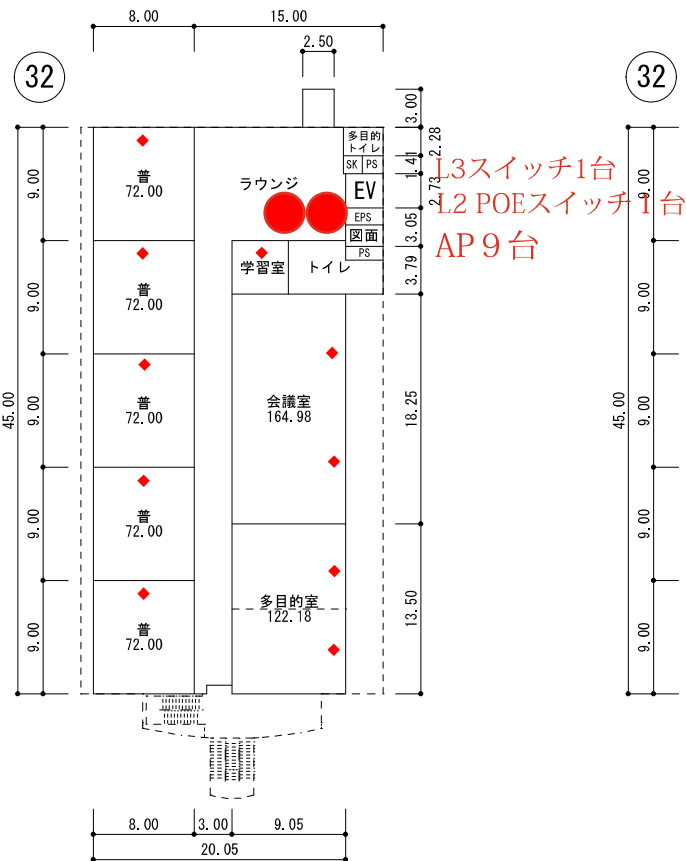 8.00
15.00
2.50
32
32
3.00
2.28
1.41
2.73
3.05
3.79
18.25
13.50
多目的
トイレ
SK
PS
EV
EPS
図面
PS
ラウンジ
学習室
トイレ
L3スイッチ1台
L2 POEスイッチ1台
AP９台
普
72.00
普
72.00
普
72.00
普
72.00
普
72.00
会議室
164.98
多目的室
122.18
9.00
9.00
9.00
9.00
9.00
45.00
9.00
9.00
9.00
9.00
9.00
45.00
8.00
3.00
9.05
20.05